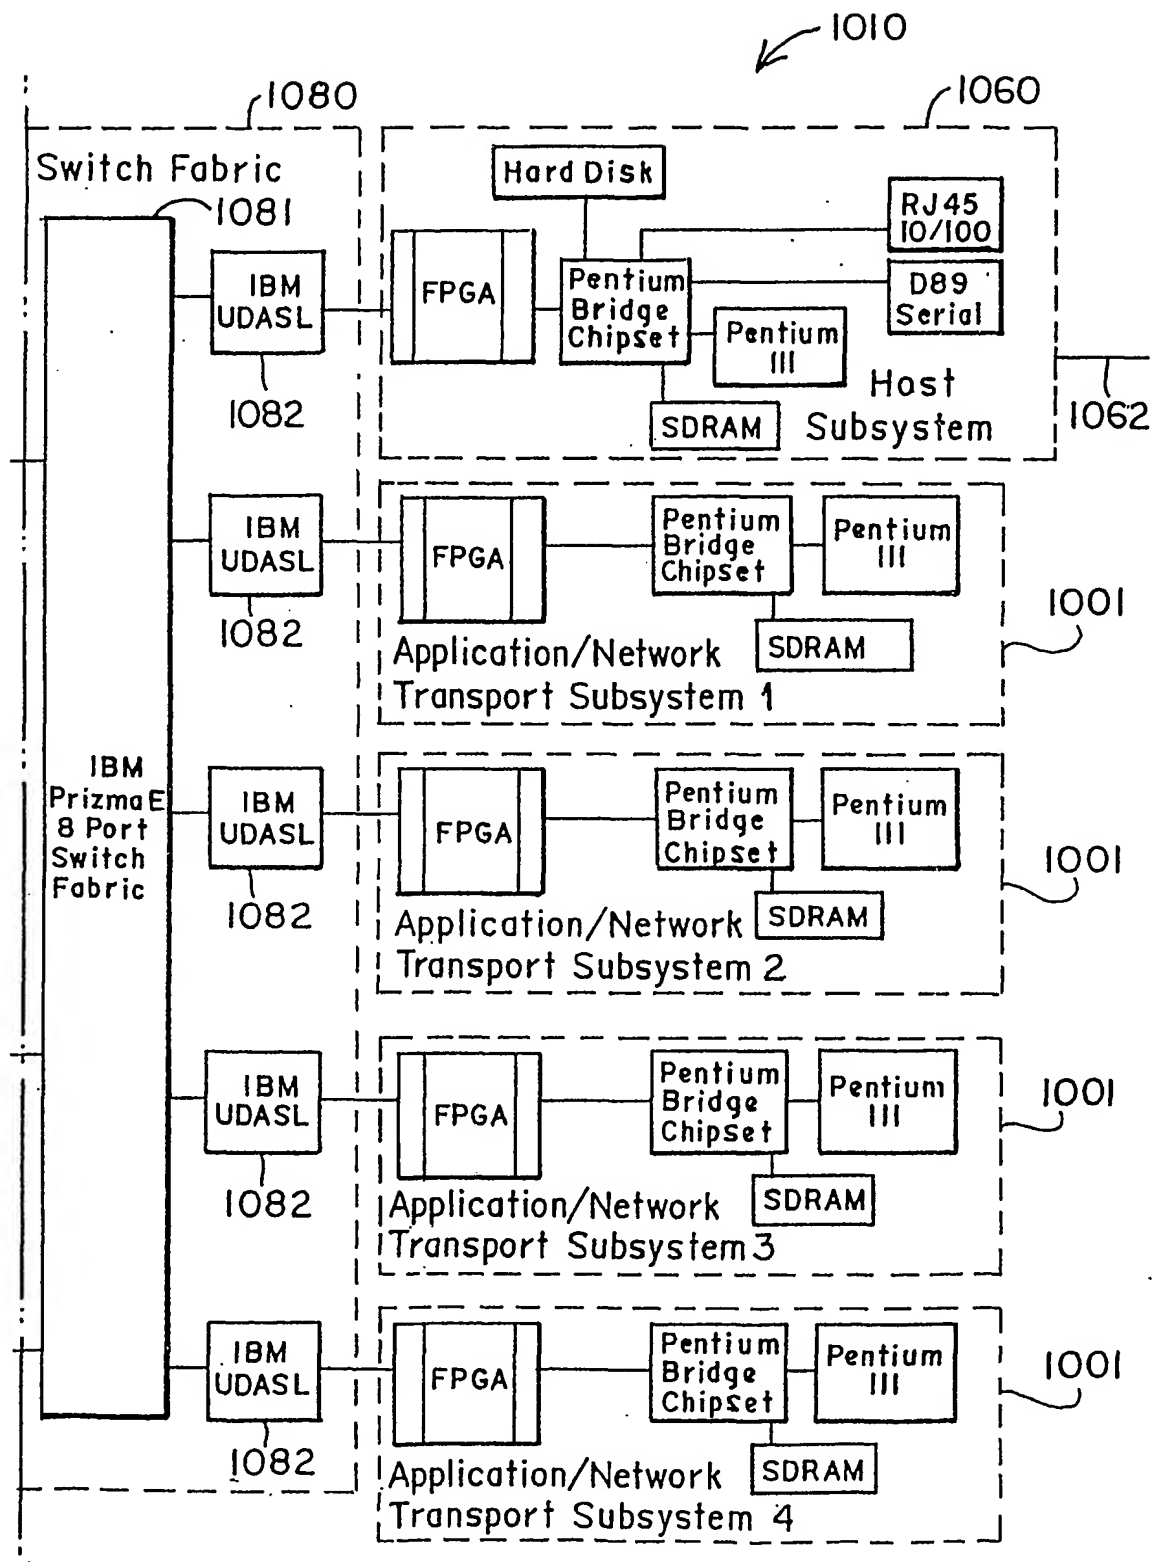 1010
1080
1060
Switch Fabric
1081
Hard Disk
RJ45
10/100
IBM
UDASL
FPGA
Pentium
Bridge
Chipset
D89
Serial
Pentium
III
1082
SDRAM
Host
Subsystem
1062
IBM
UDASL
FPGA
Pentium
Bridge
Chipset
Pentium
III
1082
1001
SDRAM
Application/Network
Transport Subsystem 1
IBM
PrizmaE
8 Port
Switch
Fabric
IBM
UDASL
FPGA
Pentium
Bridge
Chipset
Pentium
III
1001
1082
SDRAM
Application/Network
Transport Subsystem 2
IBM
UDASL
FPGA
Pentium
Bridge
Chipset
Pentium
III
1001
1082
SDRAM
Application/Network
Transport Subsystem 3
IBM
UDASL
FPGA
Pentium
Bridge
Chipset
Pentium
III
1001
1082
SDRAM
Application/Network
Transport Subsystem 4